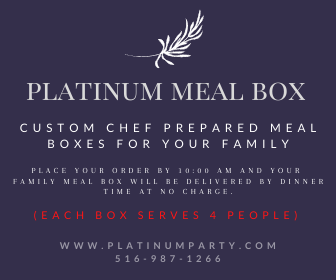 PLATINUM MEAL BOX
CUSTOM CHEF PREPARED MEAL
BOXES FOR YOUR FAMILY
PLACE YOUR ORDER BY 10:00 AM AND YOUR
FAMILY MEAL BOX WILL BE DELIVERED BY DINNER
TIME AT NO CHARGE.
(EACH BOX SERVES 4 PEOPLE)
WWW.PLATINUMPARTY.COM
516-987-1266